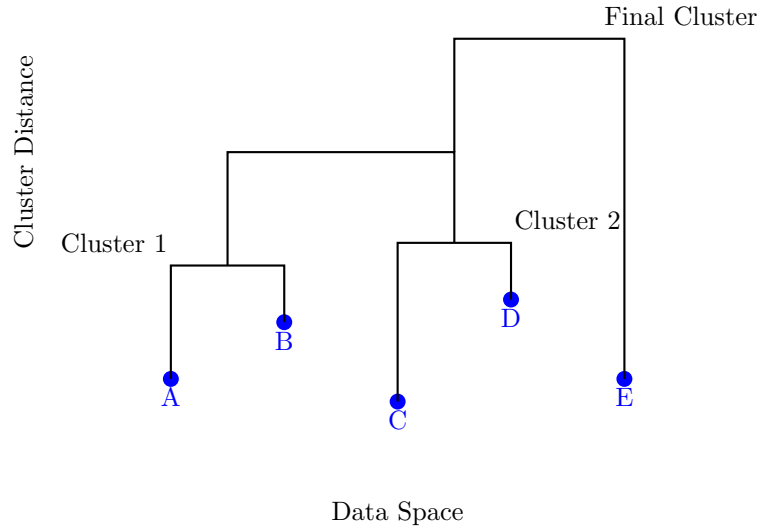 Final Cluster
Cluster Distance
Cluster 1
Cluster 2
D
B
A
E
C
Data Space